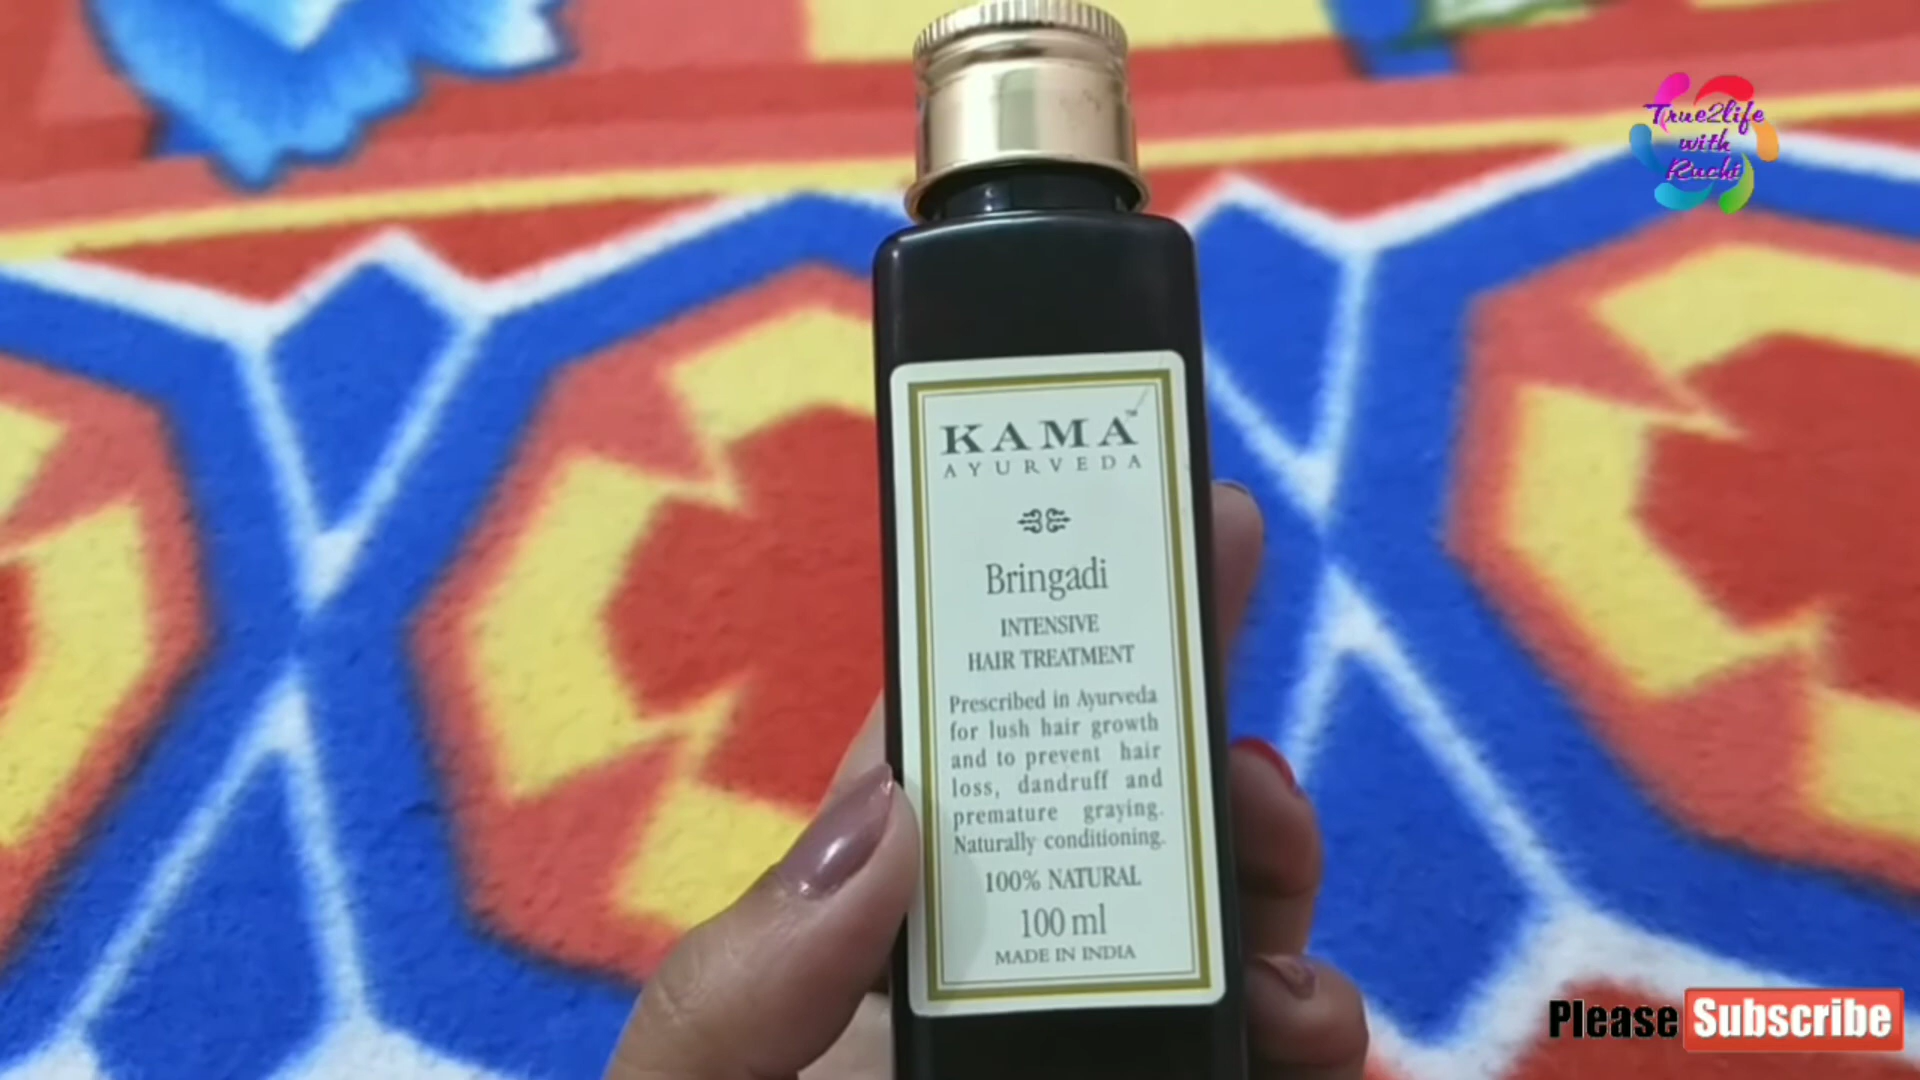 True2life
with
Ruchi
KAMA™
AYURVEDA
Bringadi
INTENSIVE
HAIR TREATMENT
Prescribed in Ayurveda
for lush hair growth
and to prevent hair
loss, dandruff and
premature graying.
Naturally conditioning.
100% NATURAL
100 ml
MADE IN INDIA
Please Subscribe